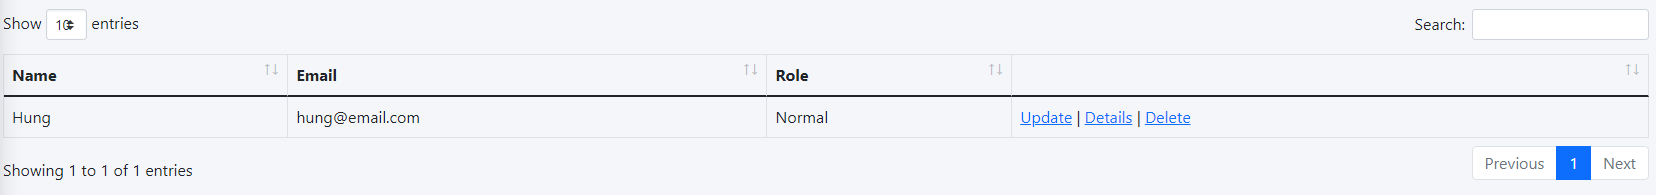 Show 10 entries Search:
Name Email Role
Hung hung@email.com Normal Update | Details | Delete
Showing 1 to 1 of 1 entries Previous 1 Next